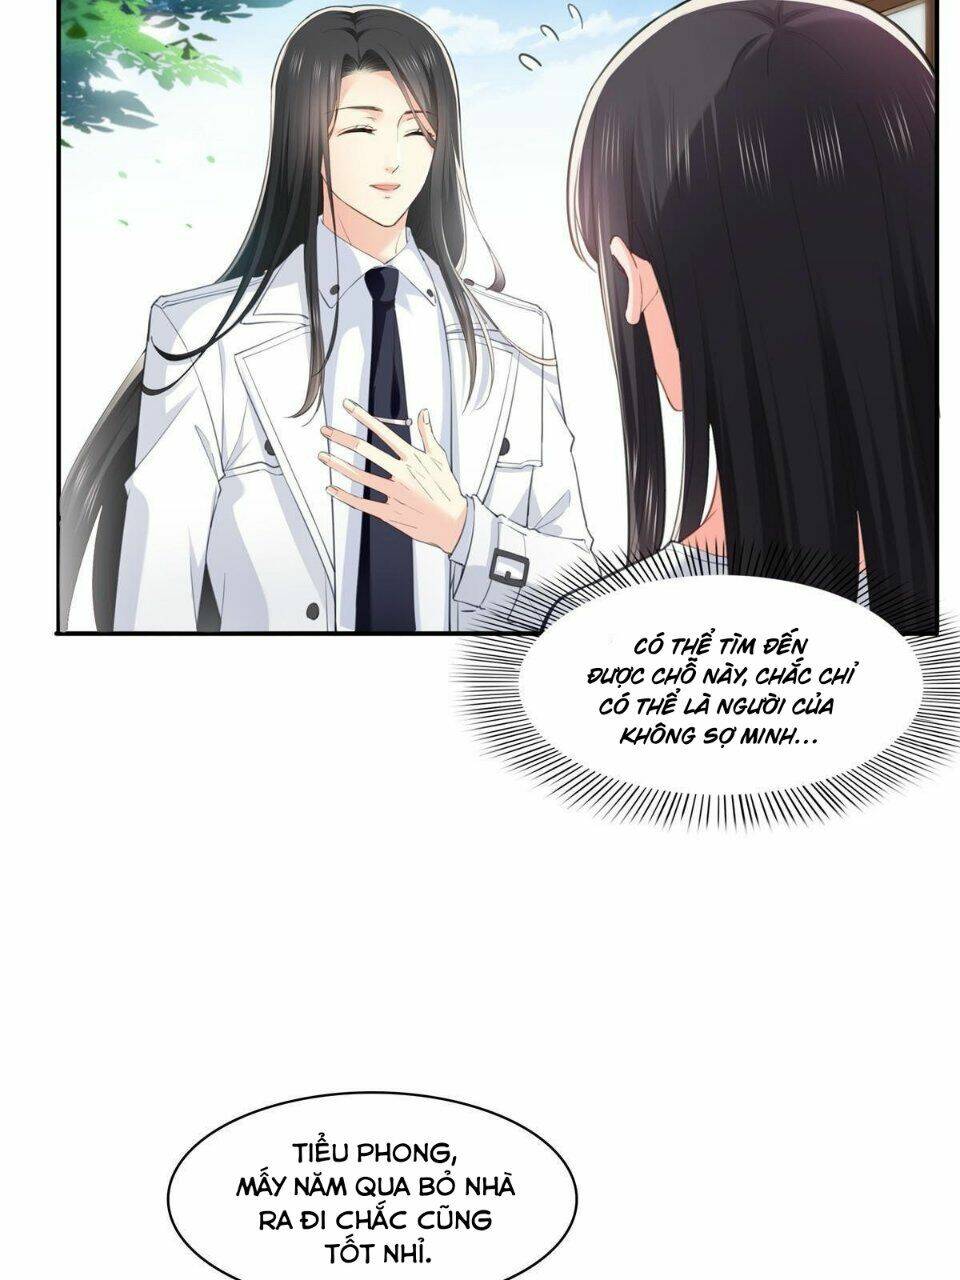 CÓ THỂ TÌM ĐẾN
ĐƯỢC CHỖ NÀY, CHẮC CHỈ
CÓ THỂ LÀ NGƯỜI CỦA
KHÔNG SỢ MINH...
TIỂU PHONG,
MẤY NĂM QUA BỎ NHÀ
RA ĐI CHẮC CŨNG
TỐT NHỈ.